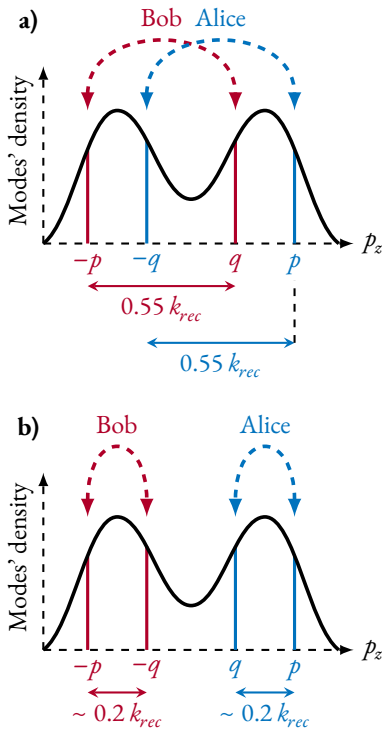 a)
Bob Alice
Modes' density
−p −q q p p_z
0.55 k_rec
0.55 k_rec
b)
Bob Alice
Modes' density
−p −q q p p_z
~ 0.2 k_rec ~ 0.2 k_rec